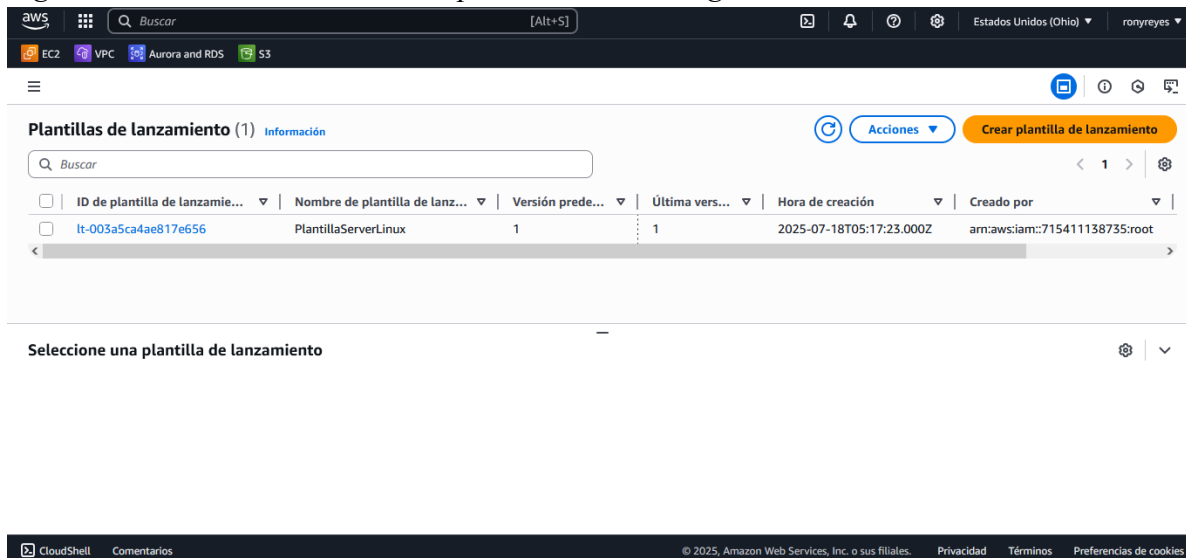 aws
Buscar [Alt+S] Estados Unidos (Ohio) ▼ ronyreyes ▼
EC2 VPC Aurora and RDS S3
Plantillas de lanzamiento (1) Información Acciones ▼ Crear plantilla de lanzamiento
Buscar < 1 >
ID de plantilla de lanzamie... Nombre de plantilla de lanz... Versión prede... Última vers... Hora de creación Creado por
lt-003a5ca4ae817e656 PlantillaServerLinux 1 1 2025-07-18T05:17:23.000Z arn:aws:iam::715411138735:root
Seleccione una plantilla de lanzamiento
CloudShell Comentarios © 2025, Amazon Web Services, Inc. o sus filiales. Privacidad Términos Preferencias de cookies